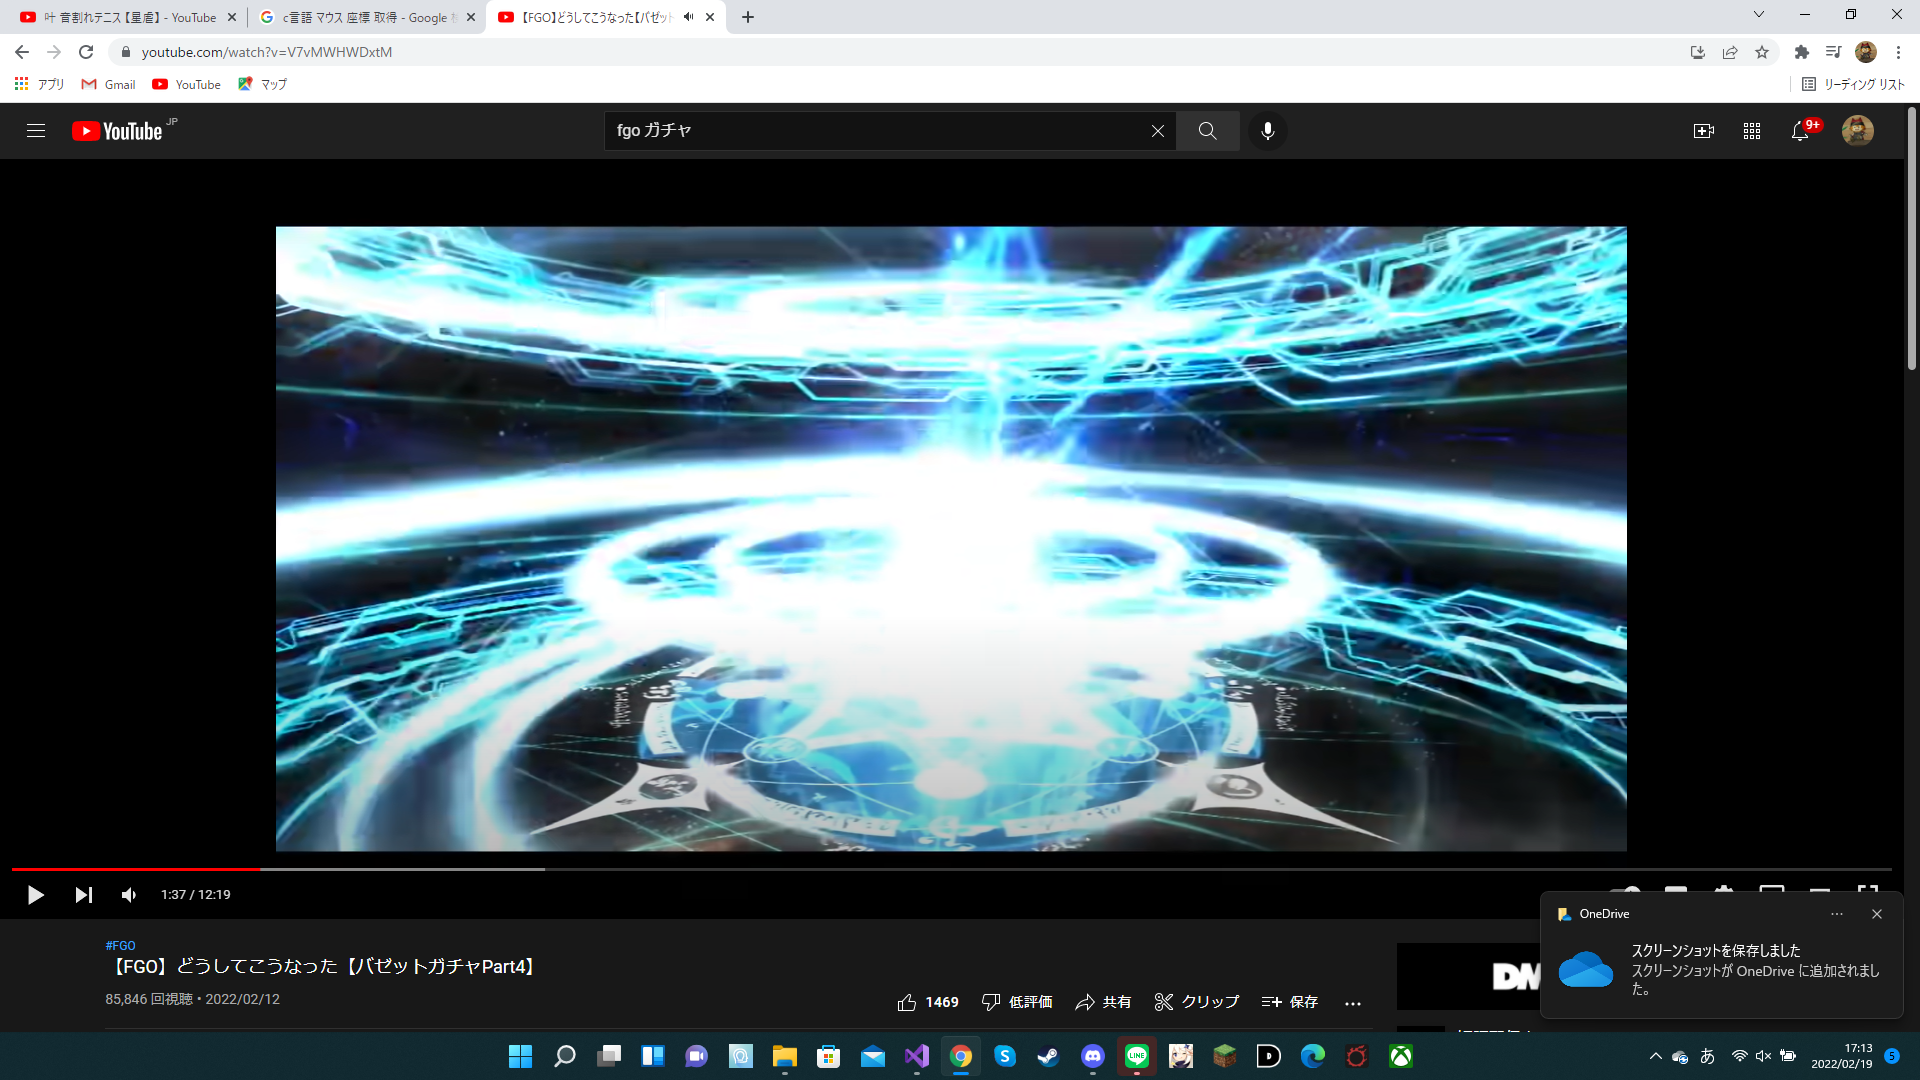 叶 音割れテニス【星虐】 - YouTube
c言語 マウス 座標 取得 - Google
【FGO】どうしてこうなった【バゼット
youtube.com/watch?v=V7vMWHWDxtM
アプリ
Gmail
YouTube
マップ
リーディング リスト
YouTube JP
fgo ガチャ
9+
1:37 / 12:19
#FGO
【FGO】どうしてこうなった【バゼットガチャPart4】
85,846 回視聴・2022/02/12
1469
低評価
共有
クリップ
保存
DM
OneDrive
スクリーンショットを保存しました
スクリーンショットが OneDrive に追加されまし
た。
LINE
あ
17:13
2022/02/19
5